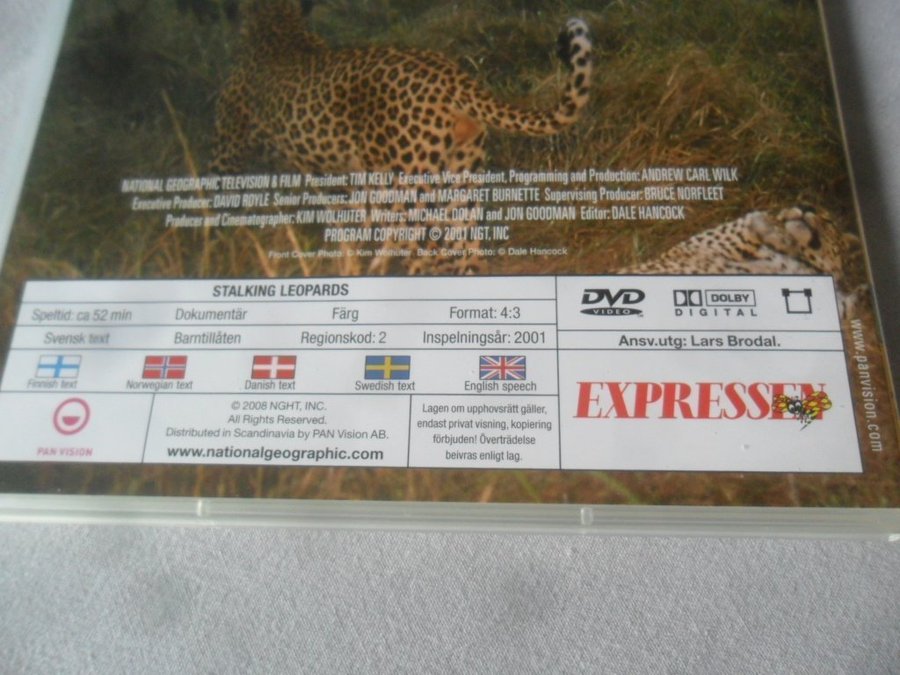 NATIONAL GEOGRAPHIC TELEVISION & FILM President: TIM KELLY Executive Vice President, Programming and Production: ANDREW CARL WILK
Executive Producer: DAVID ROYLE Senior Producers: JON GOODMAN and MARGARET BURNETTE Supervising Producer: BRUCE NORFLEET
Producer and Cinematographer: KIM WOLHUTER Writers: MICHAEL DOLAN and JON GOODMAN Editor: DALE HANCOCK
PROGRAM COPYRIGHT © 2001 NGT, INC
Front Cover Photo: © Kim Wolhuter Back Cover Photo: © Dale Hancock
STALKING LEOPARDS
Speltid: ca 52 min Dokumentär Färg Format: 4:3
Svensk text Barntillåten Regionskod: 2 Inspelningsår: 2001
Finnish text Norwegian text Danish text Swedish text English speech
PAN VISION
© 2008 NGHT, INC.
All Rights Reserved.
Distributed in Scandinavia by PAN Vision AB.
www.nationalgeographic.com
Lagen om upphovsrätt gäller,
endast privat visning, kopiering
förbjuden! Överträdelse
beivras enligt lag.
DVD
VIDEO
DOLBY
DIGITAL
Ansv.utg: Lars Brodal.
EXPRESSEN
www.panvision.com